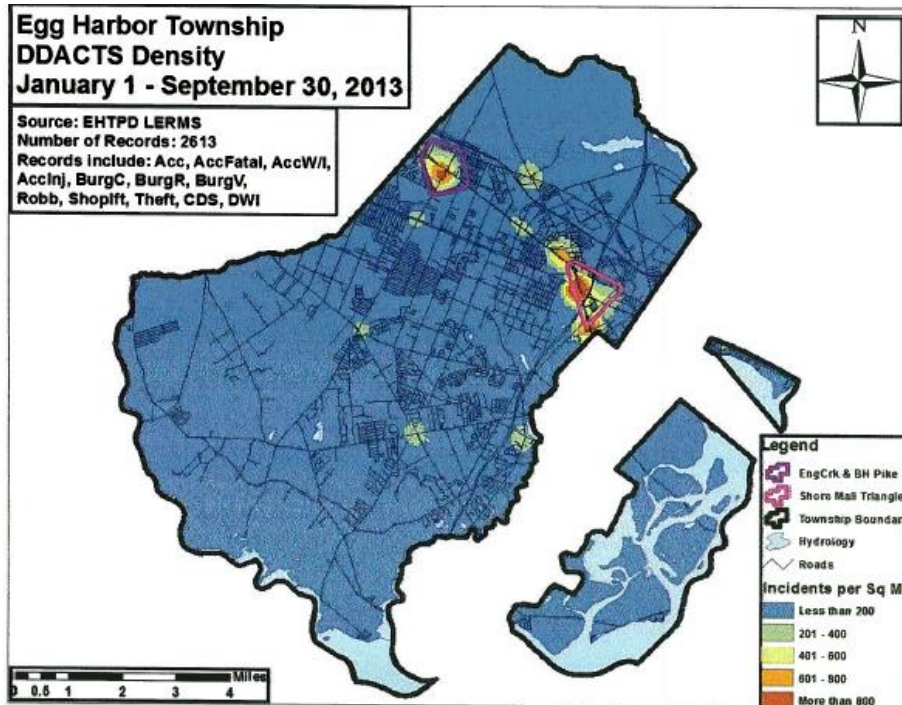 Egg Harbor Township
DDACTS Density
January 1 - September 30, 2013
Source: EHTPD LERMS
Number of Records: 2613
Records include: Acc, AccFatal, AccW/I,
AccInj, BurgC, BurgR, BurgV,
Robb, Shoplft, Theft, CDS, DWI
N
Legend
EngCrk & BH Pike
Shore Mall Triangle
Township Boundar
Hydrology
Roads
Incidents per Sq M
Less than 200
201 - 400
401 - 600
601 - 800
More than 800
0 0.5 1 2 3 4 Miles